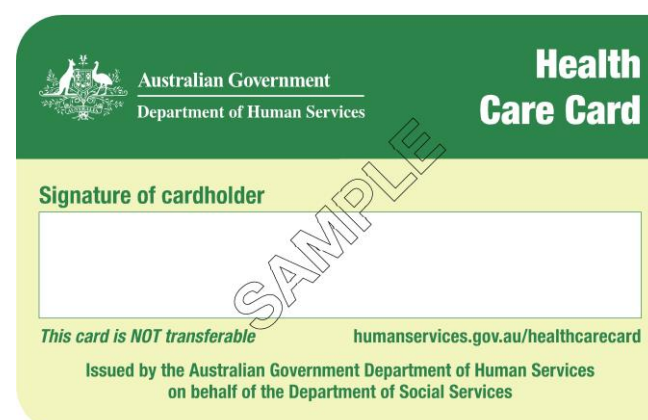 Australian Government
Department of Human Services
Health
Care Card
Signature of cardholder
SAMPLE
This card is NOT transferable
humanservices.gov.au/healthcarecard
Issued by the Australian Government Department of Human Services
on behalf of the Department of Social Services